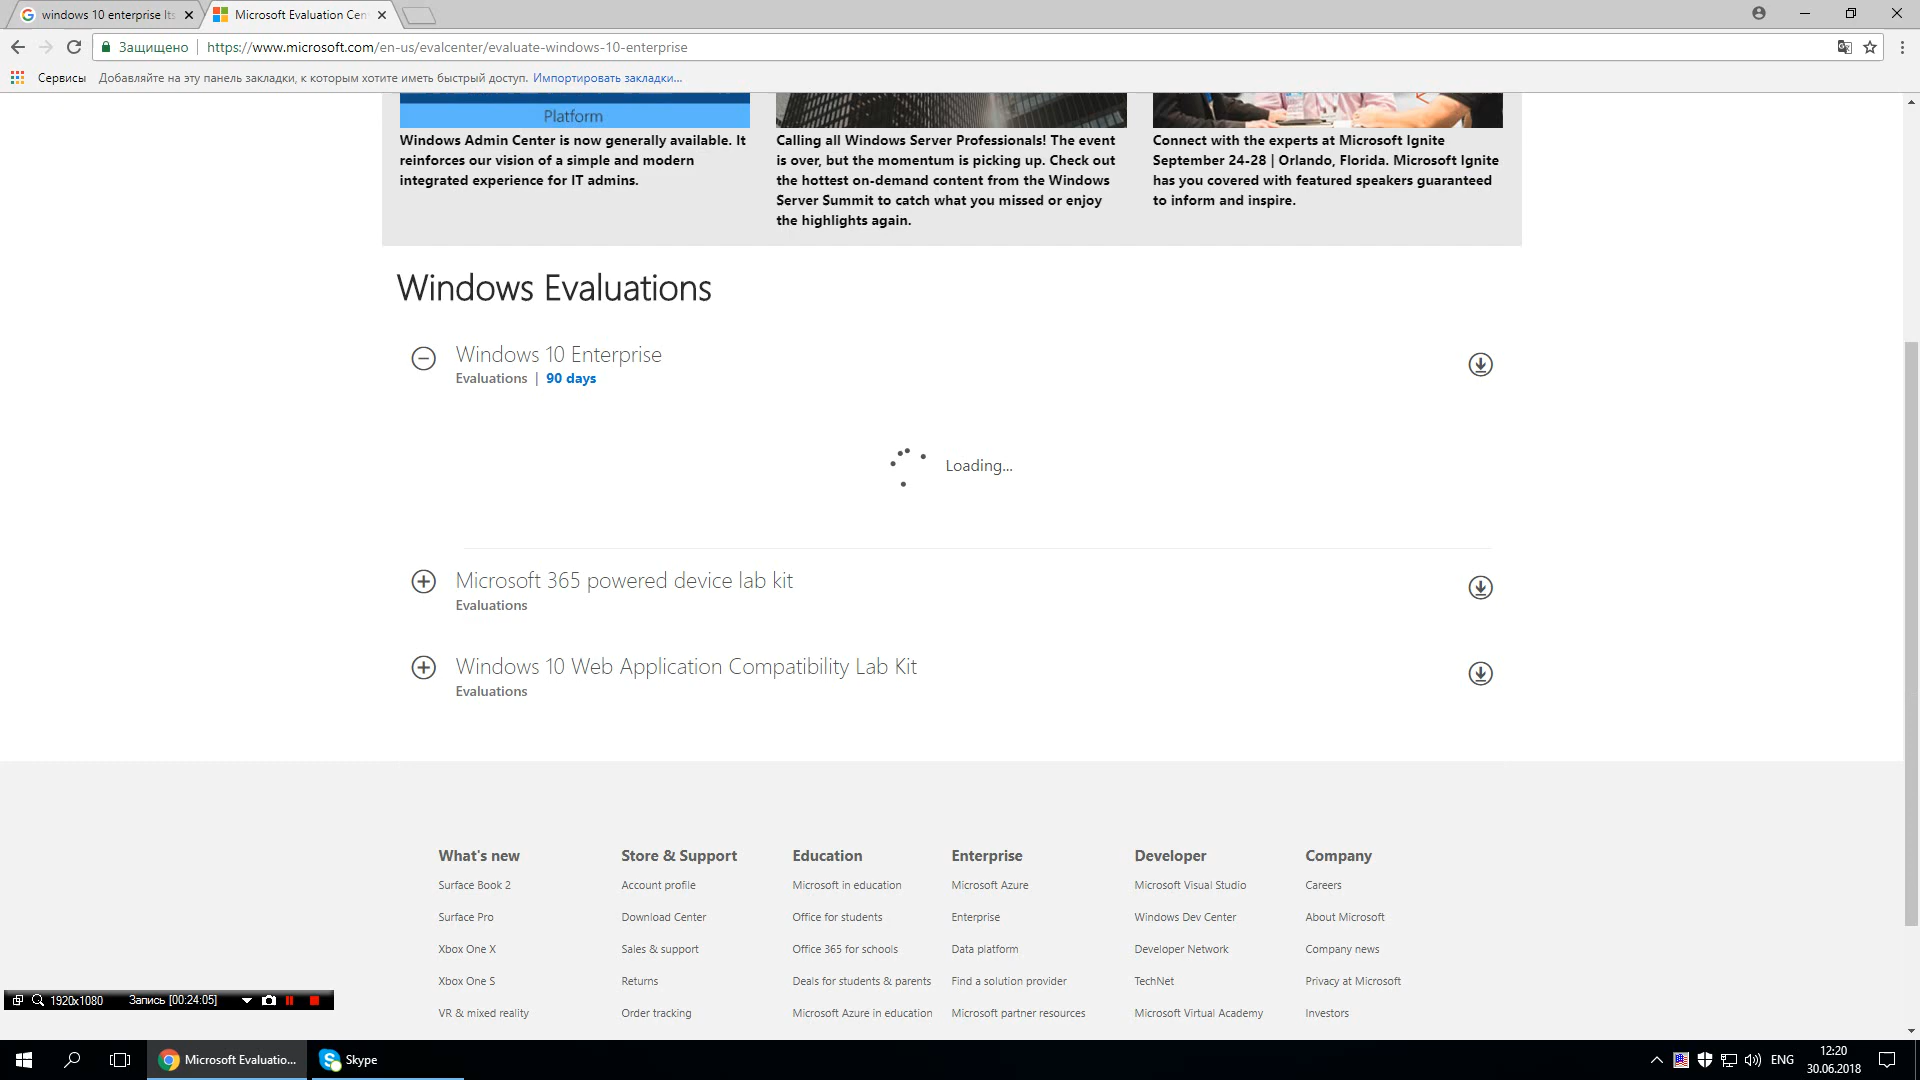 windows 10 enterprise lts
Microsoft Evaluation Cen
Защищено
https://www.microsoft.com/en-us/evalcenter/evaluate-windows-10-enterprise
Сервисы
Добавляйте на эту панель закладки, к которым хотите иметь быстрый доступ.
Импортировать закладки...
Platform
Windows Admin Center is now generally available. It
reinforces our vision of a simple and modern
integrated experience for IT admins.
Calling all Windows Server Professionals! The event
is over, but the momentum is picking up. Check out
the hottest on-demand content from the Windows
Server Summit to catch what you missed or enjoy
the highlights again.
Connect with the experts at Microsoft Ignite
September 24-28 | Orlando, Florida. Microsoft Ignite
has you covered with featured speakers guaranteed
to inform and inspire.
Windows Evaluations
Windows 10 Enterprise
Evaluations | 90 days
Loading...
Microsoft 365 powered device lab kit
Evaluations
Windows 10 Web Application Compatibility Lab Kit
Evaluations
What's new
Surface Book 2
Surface Pro
Xbox One X
Xbox One S
VR & mixed reality
Store & Support
Account profile
Download Center
Sales & support
Returns
Order tracking
Education
Microsoft in education
Office for students
Office 365 for schools
Deals for students & parents
Microsoft Azure in education
Enterprise
Microsoft Azure
Enterprise
Data platform
Find a solution provider
Microsoft partner resources
Developer
Microsoft Visual Studio
Windows Dev Center
Developer Network
TechNet
Microsoft Virtual Academy
Company
Careers
About Microsoft
Company news
Privacy at Microsoft
Investors
1920x1080
Запись [00:24:05]
Microsoft Evaluatio...
Skype
ENG
12:20
30.06.2018